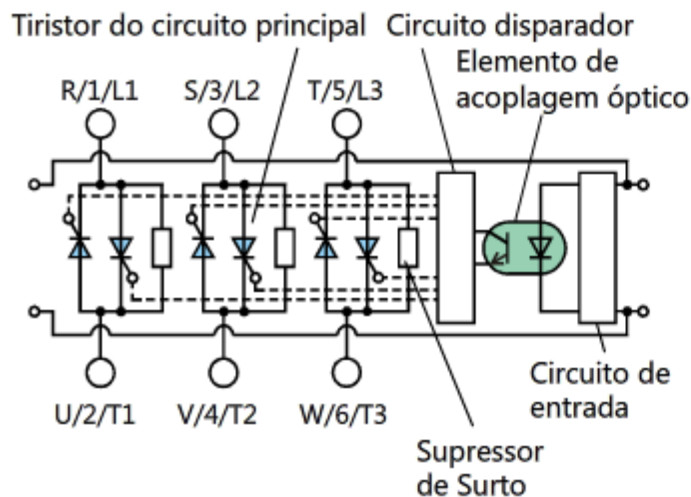 Tiristor do circuito principal
Circuito disparador
Elemento de
acoplagem óptico
R/1/L1
S/3/L2
T/5/L3
U/2/T1
V/4/T2
W/6/T3
Circuito de
entrada
Supressor
de Surto